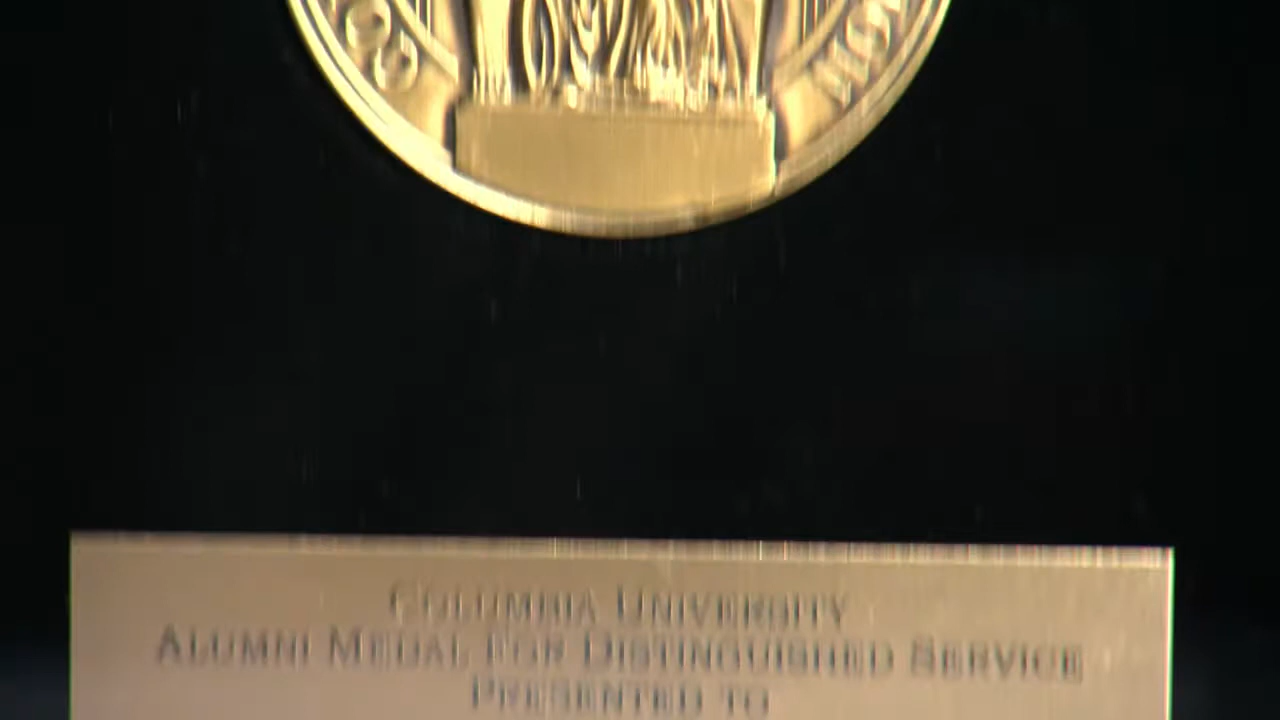 COLUMBIA UNIVERSITY
ALUMNI MEDAL FOR DISTINGUISHED SERVICE
PRESENTED TO